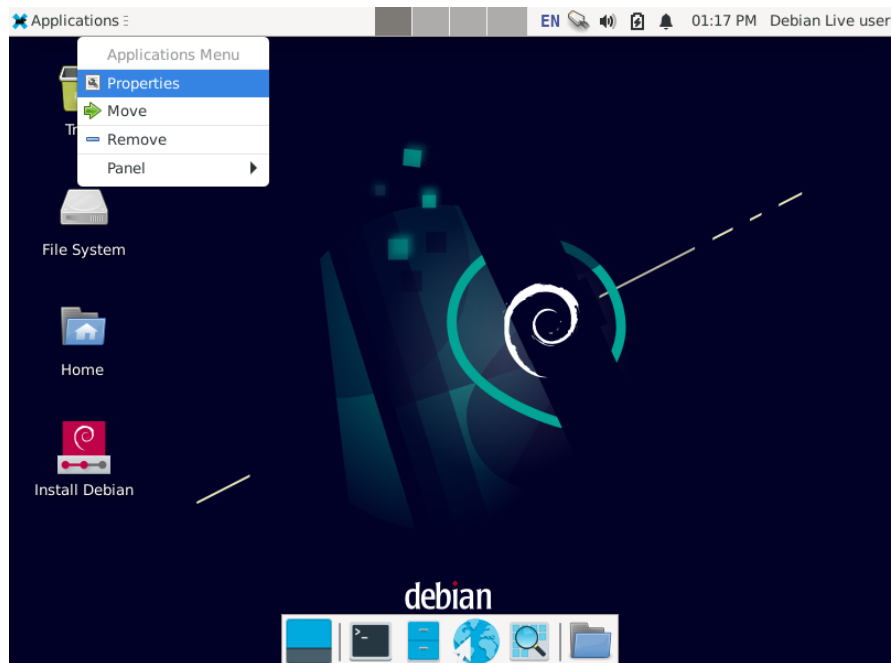 Applications
EN 01:17 PM Debian Live user
Applications Menu
Properties
Move
Remove
Panel
File System
Home
Install Debian
debian
>_